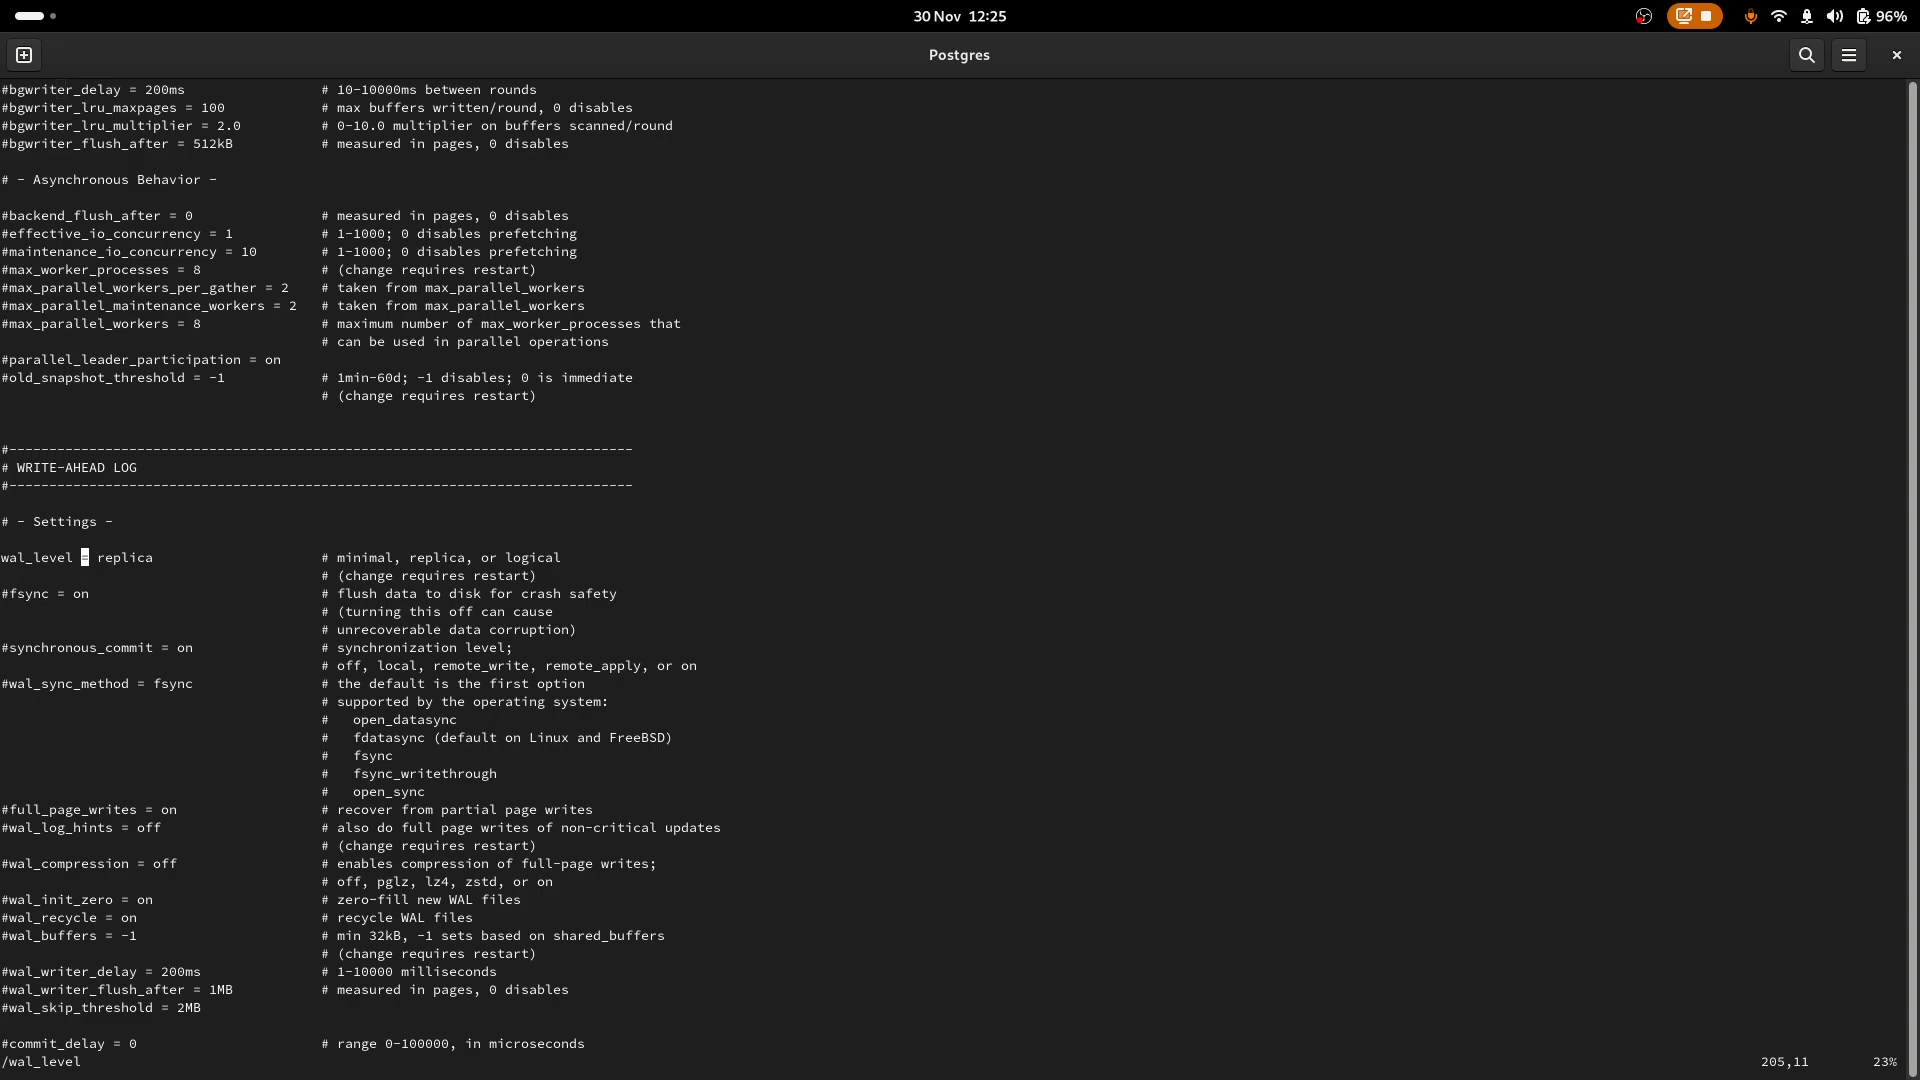 30 Nov 12:25
96%
Postgres
#bgwriter_delay = 200ms # 10-10000ms between rounds
#bgwriter_lru_maxpages = 100 # max buffers written/round, 0 disables
#bgwriter_lru_multiplier = 2.0 # 0-10.0 multiplier on buffers scanned/round
#bgwriter_flush_after = 512kB # measured in pages, 0 disables
# - Asynchronous Behavior -
#backend_flush_after = 0 # measured in pages, 0 disables
#effective_io_concurrency = 1 # 1-1000; 0 disables prefetching
#maintenance_io_concurrency = 10 # 1-1000; 0 disables prefetching
#max_worker_processes = 8 # (change requires restart)
#max_parallel_workers_per_gather = 2 # taken from max_parallel_workers
#max_parallel_maintenance_workers = 2 # taken from max_parallel_workers
#max_parallel_workers = 8 # maximum number of max_worker_processes that
# can be used in parallel operations
#parallel_leader_participation = on
#old_snapshot_threshold = -1 # 1min-60d; -1 disables; 0 is immediate
# (change requires restart)
#------------------------------------------------------------------------------
# WRITE-AHEAD LOG
#------------------------------------------------------------------------------
# - Settings -
wal_level = replica # minimal, replica, or logical
# (change requires restart)
#fsync = on # flush data to disk for crash safety
# (turning this off can cause
# unrecoverable data corruption)
#synchronous_commit = on # synchronization level;
# off, local, remote_write, remote_apply, or on
#wal_sync_method = fsync # the default is the first option
# supported by the operating system:
# open_datasync
# fdatasync (default on Linux and FreeBSD)
# fsync
# fsync_writethrough
# open_sync
#full_page_writes = on # recover from partial page writes
#wal_log_hints = off # also do full page writes of non-critical updates
# (change requires restart)
#wal_compression = off # enables compression of full-page writes;
# off, pglz, lz4, zstd, or on
#wal_init_zero = on # zero-fill new WAL files
#wal_recycle = on # recycle WAL files
#wal_buffers = -1 # min 32kB, -1 sets based on shared_buffers
# (change requires restart)
#wal_writer_delay = 200ms # 1-10000 milliseconds
#wal_writer_flush_after = 1MB # measured in pages, 0 disables
#wal_skip_threshold = 2MB
#commit_delay = 0 # range 0-100000, in microseconds
/wal_level 205,11 23%